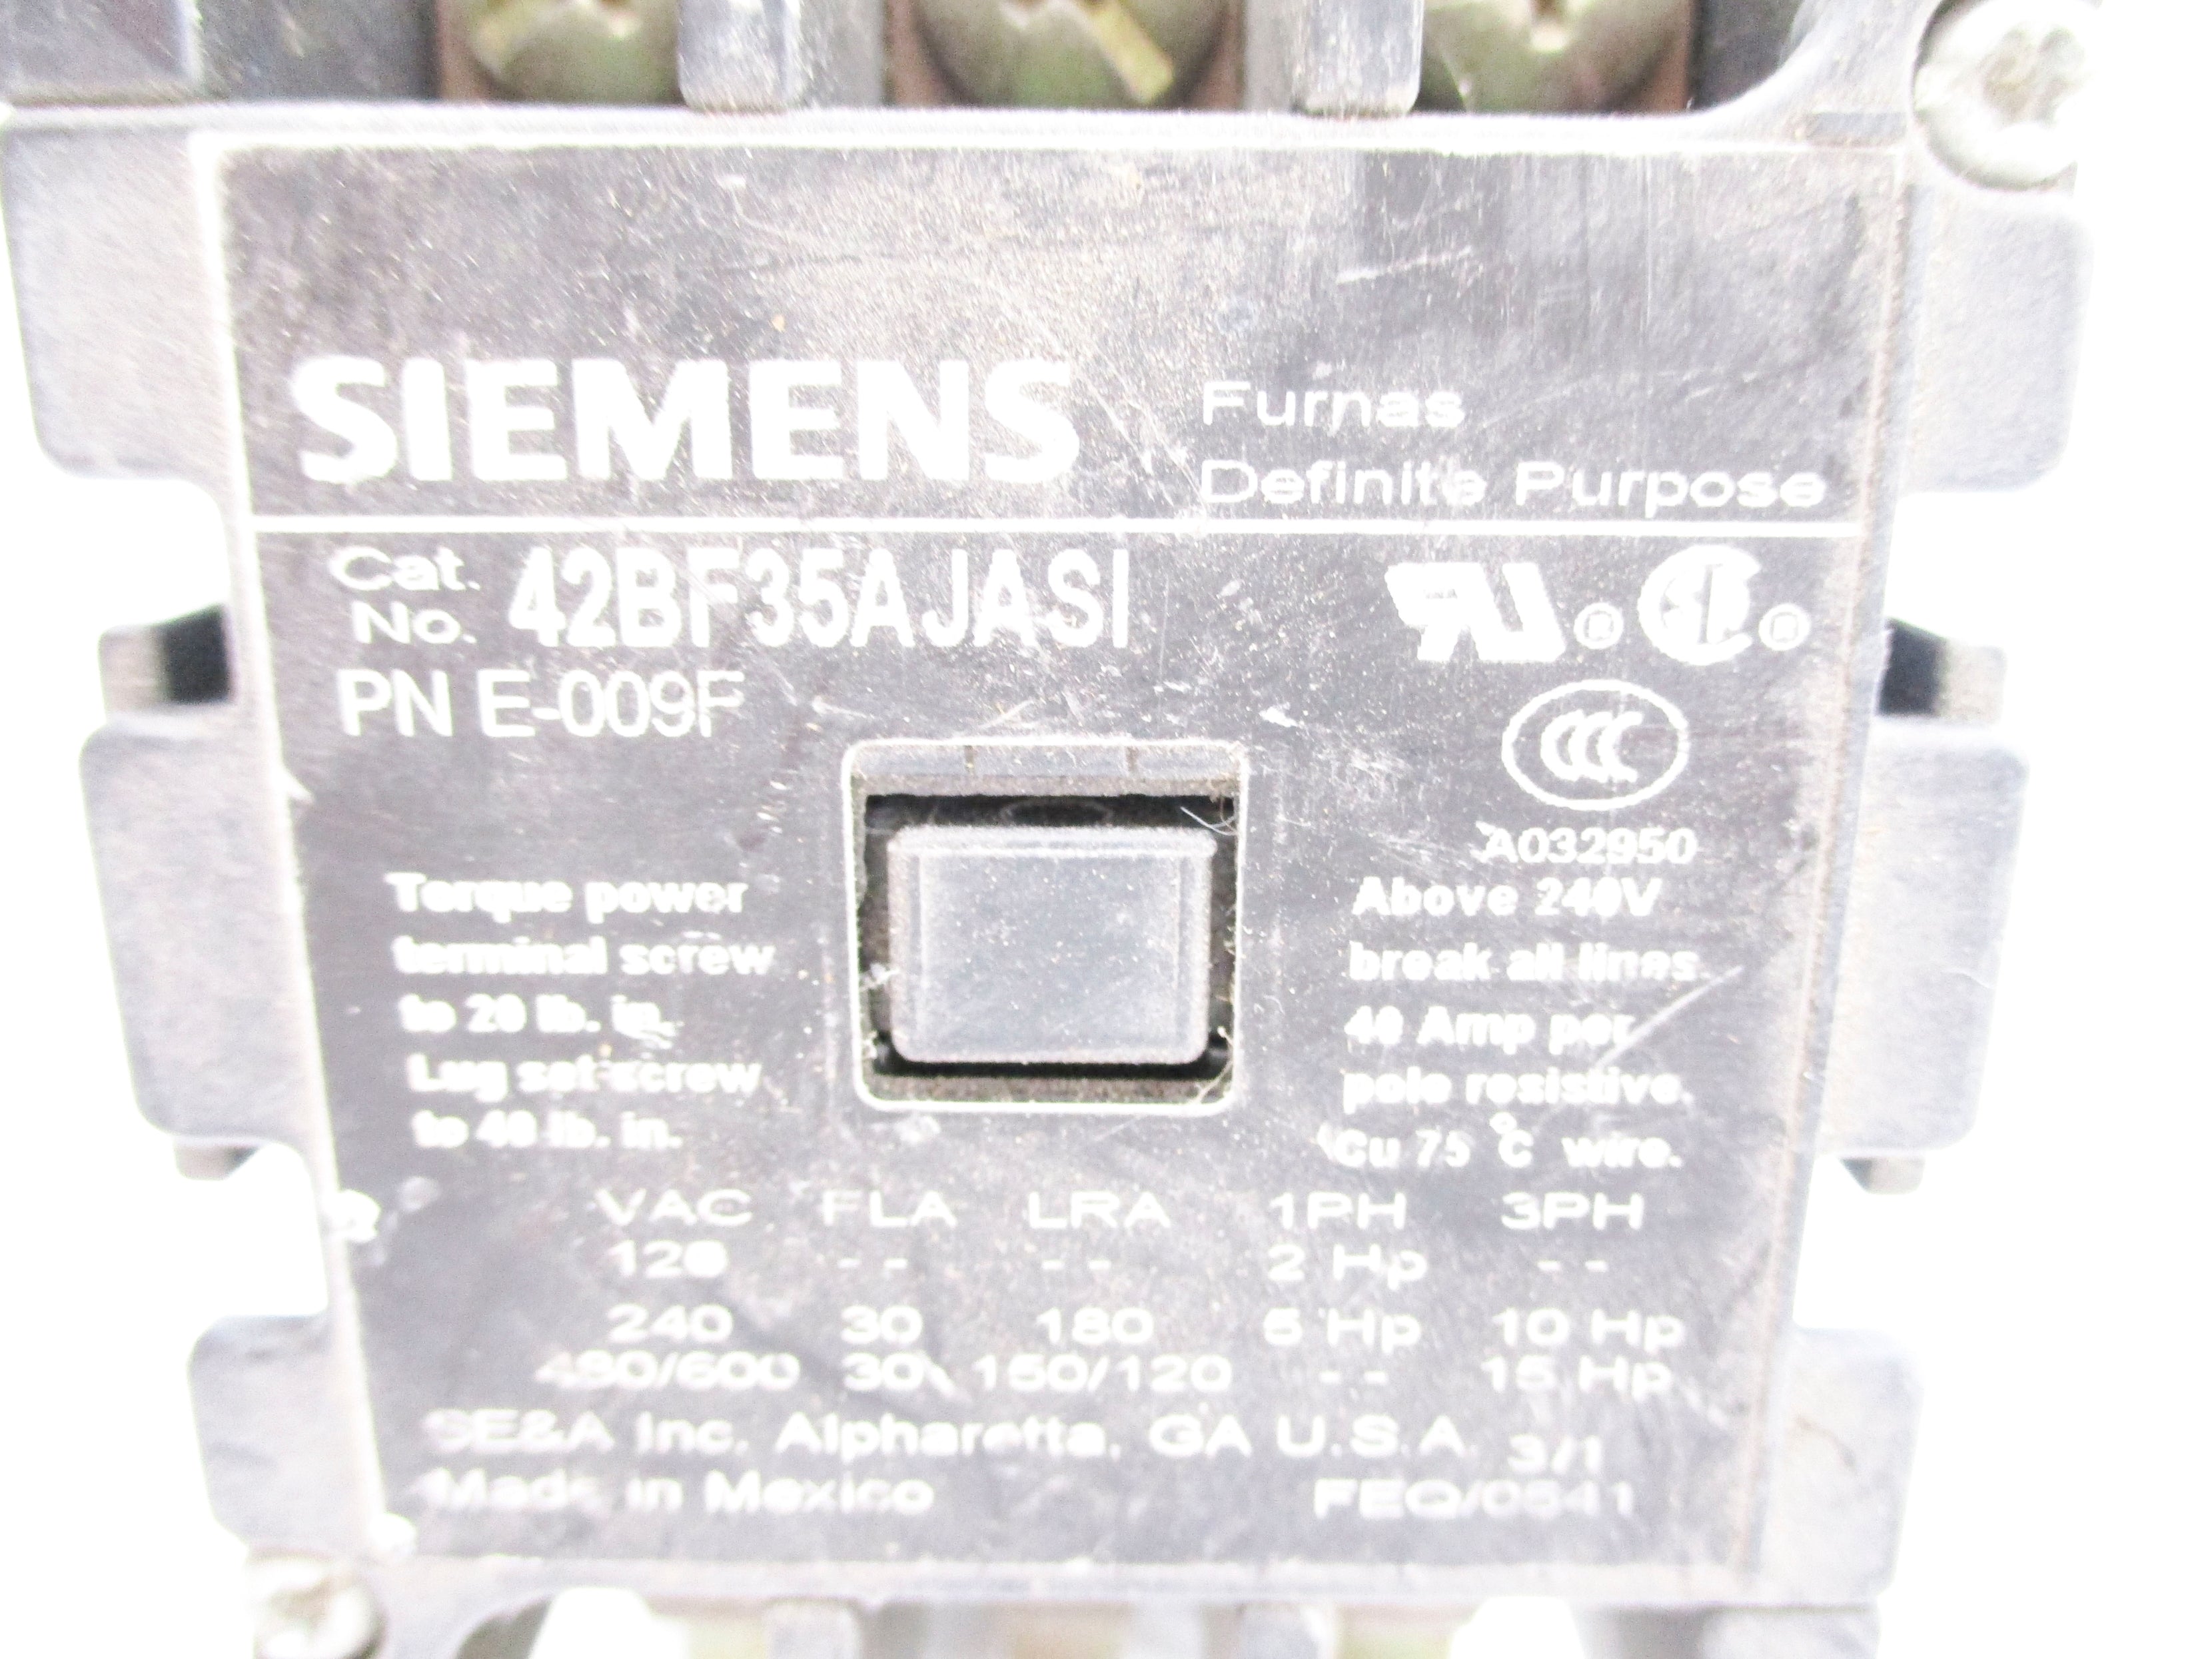 SIEMENS
Furnas
Definite Purpose
Cat.
No. 42BF35AJASI
PN E-009F
®
®
A032950
Torque power
terminal screw
to 20 lb. in.
Lug set screw
to 40 lb. in.
Above 240V
break all lines.
40 Amp per
pole resistive.
Cu 75 °C wire.
VAC FLA LRA 1PH 3PH
120 -- -- 2 Hp --
240 30 180 5 Hp 10 Hp
480/600 30 150/120 -- 15 Hp
SE&A Inc. Alpharetta, GA U.S.A. 3/1
Made in Mexico FEQ/0541